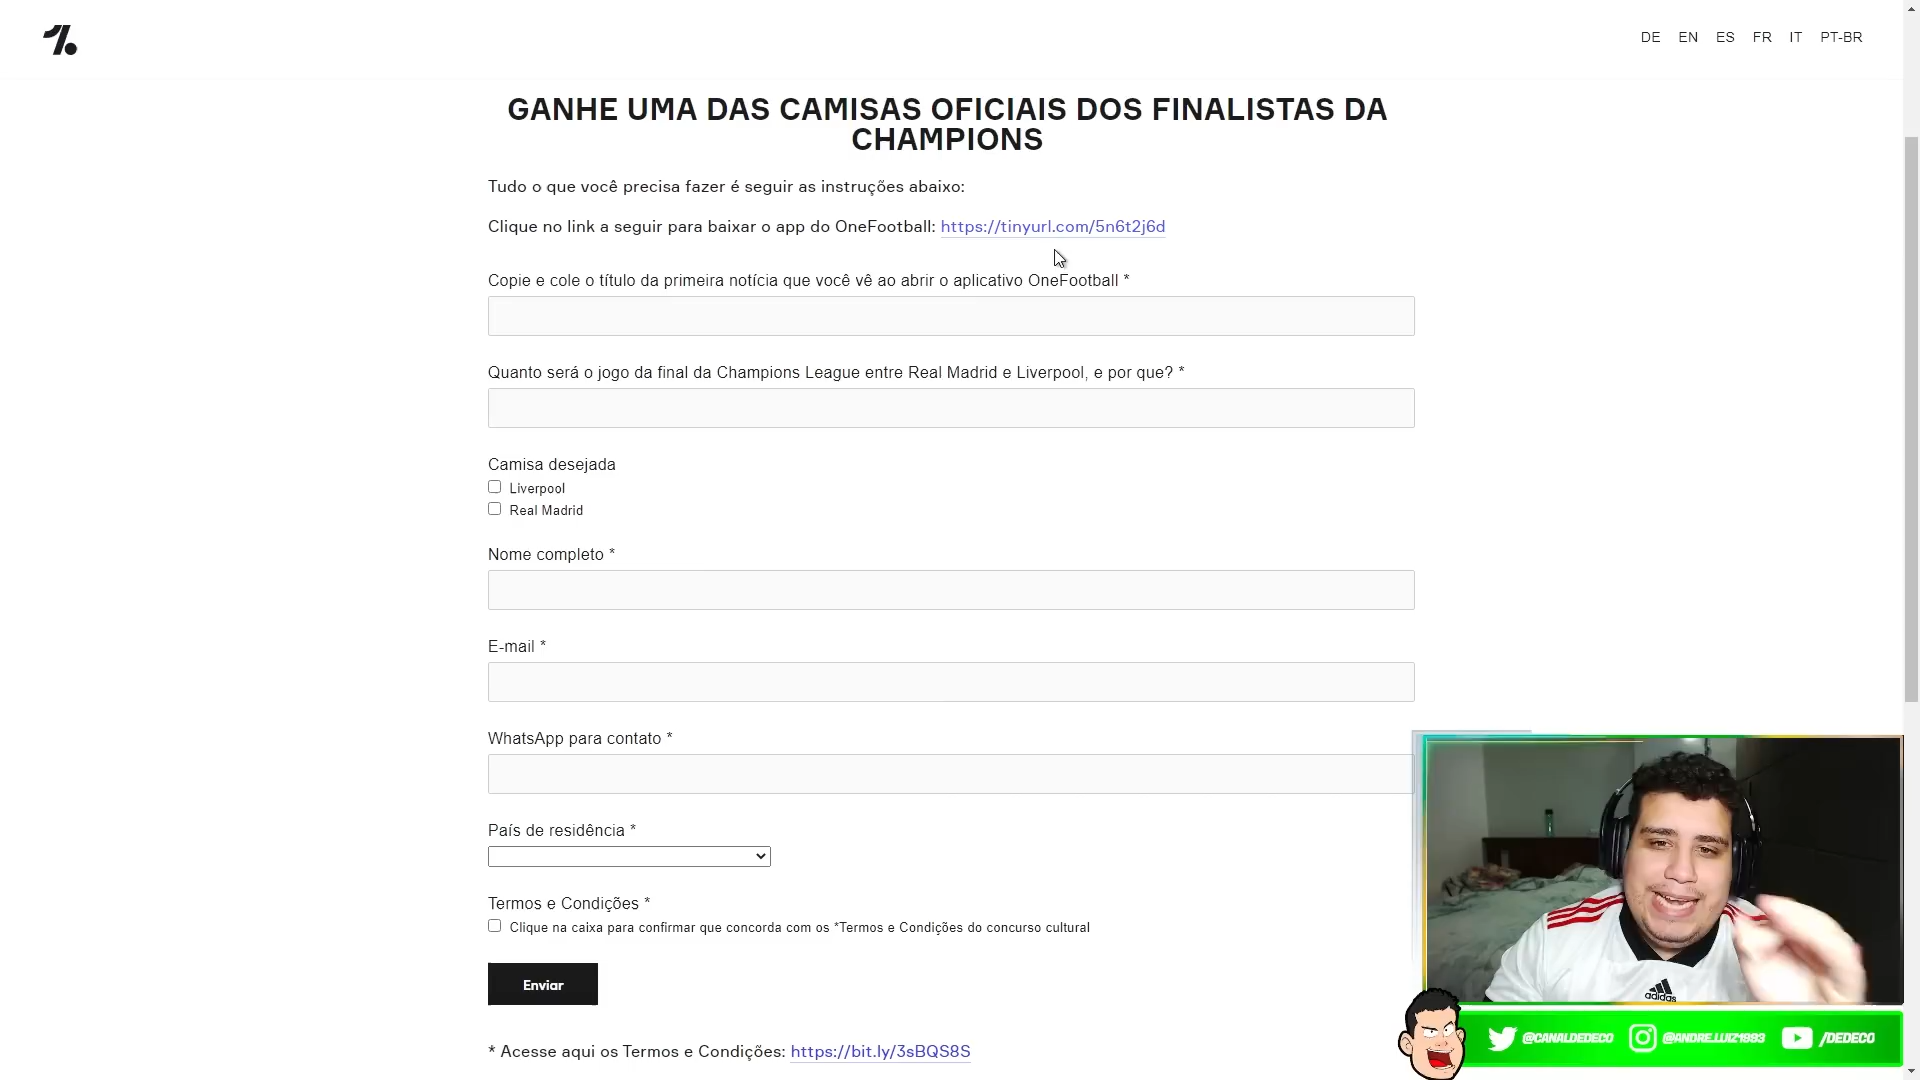 DE EN ES FR IT PT-BR
GANHE UMA DAS CAMISAS OFICIAIS DOS FINALISTAS DA
CHAMPIONS
Tudo o que você precisa fazer é seguir as instruções abaixo:
Clique no link a seguir para baixar o app do OneFootball: https://tinyurl.com/5n6t2j6d
Copie e cole o título da primeira notícia que você vê ao abrir o aplicativo OneFootball *
Quanto será o jogo da final da Champions League entre Real Madrid e Liverpool, e por que? *
Camisa desejada
Liverpool
Real Madrid
Nome completo *
E-mail *
WhatsApp para contato *
País de residência *
Termos e Condições *
Clique na caixa para confirmar que concorda com os *Termos e Condições do concurso cultural
Enviar
* Acesse aqui os Termos e Condições: https://bit.ly/3sBQS8S
adidas
@CANALDEDECO @ANDRE.LUIZ1993 /DEDECO